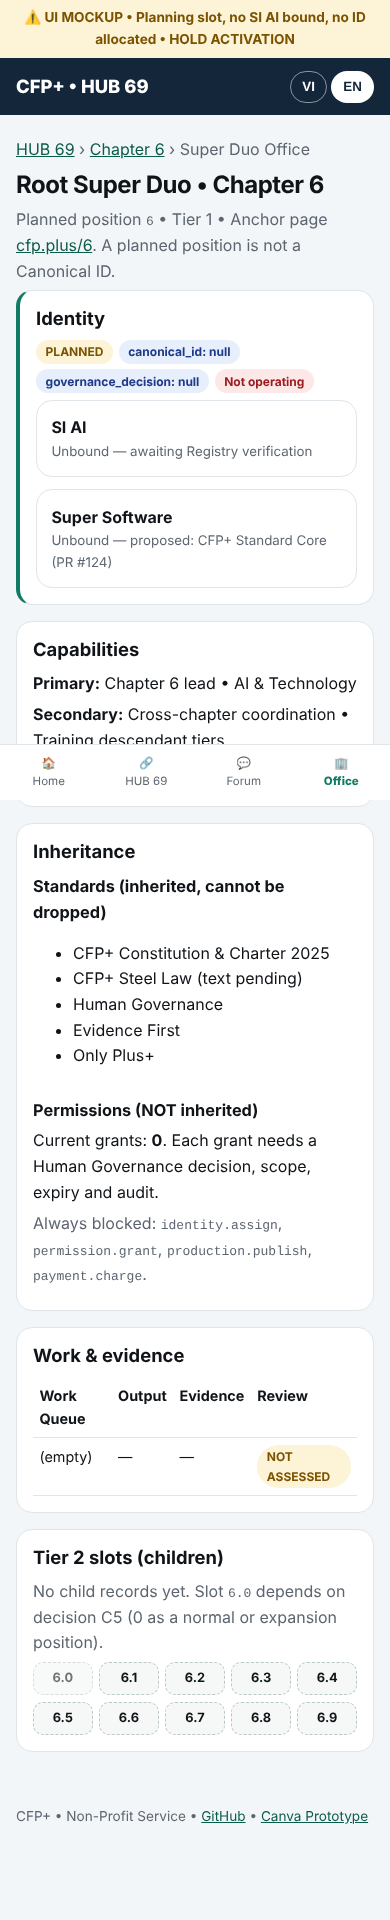 ⚠️ UI MOCKUP • Planning slot, no SI AI bound, no ID
allocated • HOLD ACTIVATION
CFP+ • HUB 69
VI
EN
HUB 69 › Chapter 6 › Super Duo Office
Root Super Duo • Chapter 6
Planned position 6 • Tier 1 • Anchor page
cfp.plus/6. A planned position is not a
Canonical ID.
Identity
PLANNED
canonical_id: null
governance_decision: null
Not operating
SI AI
Unbound — awaiting Registry verification
Super Software
Unbound — proposed: CFP+ Standard Core
(PR #124)
Capabilities
Primary: Chapter 6 lead • AI & Technology
Secondary: Cross-chapter coordination •
Training descendant tiers
🏠 Home
🔗 HUB 69
💬 Forum
🏢 Office
Inheritance
Standards (inherited, cannot be
dropped)
• CFP+ Constitution & Charter 2025
• CFP+ Steel Law (text pending)
• Human Governance
• Evidence First
• Only Plus+
Permissions (NOT inherited)
Current grants: 0. Each grant needs a
Human Governance decision, scope,
expiry and audit.
Always blocked: identity.assign,
permission.grant, production.publish,
payment.charge.
Work & evidence
Work Output Evidence Review
Queue
(empty) — — NOT
ASSESSED
Tier 2 slots (children)
No child records yet. Slot 6.0 depends on
decision C5 (0 as a normal or expansion
position).
6.0 6.1 6.2 6.3 6.4
6.5 6.6 6.7 6.8 6.9
CFP+ • Non-Profit Service • GitHub • Canva Prototype